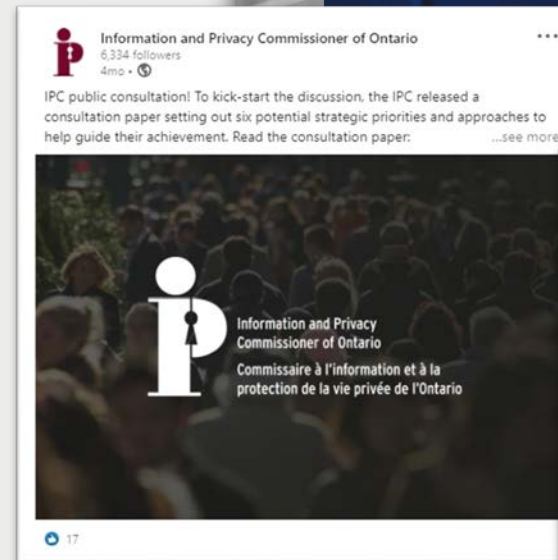 Information and Privacy Commissioner of Ontario
6,334 followers
4mo •
IPC public consultation! To kick-start the discussion, the IPC released a
consultation paper setting out six potential strategic priorities and approaches to
help guide their achievement. Read the consultation paper: ...see more
Information and Privacy
Commissioner of Ontario
Commissaire à l'information et à la
protection de la vie privée de l'Ontario
17